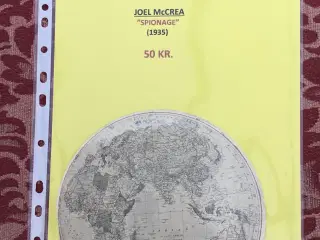 JOEL McCREA
"SPIONAGE"
(1935)
50 KR.